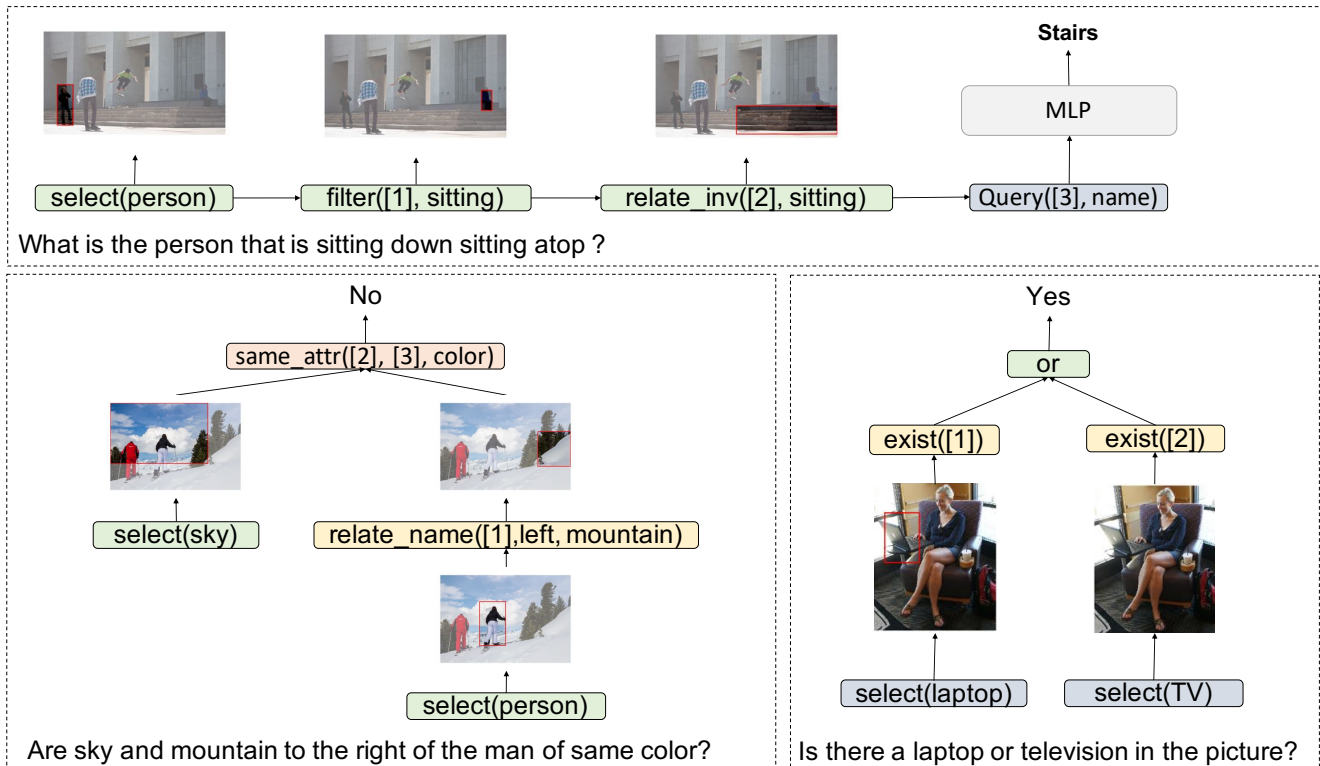 Stairs
MLP
select(person)
filter([1], sitting)
relate_inv([2], sitting)
Query([3], name)
What is the person that is sitting down sitting atop ?
No
same_attr([2], [3], color)
select(sky)
relate_name([1],left, mountain)
select(person)
Are sky and mountain to the right of the man of same color?
Yes
or
exist([1])
exist([2])
select(laptop)
select(TV)
Is there a laptop or television in the picture?